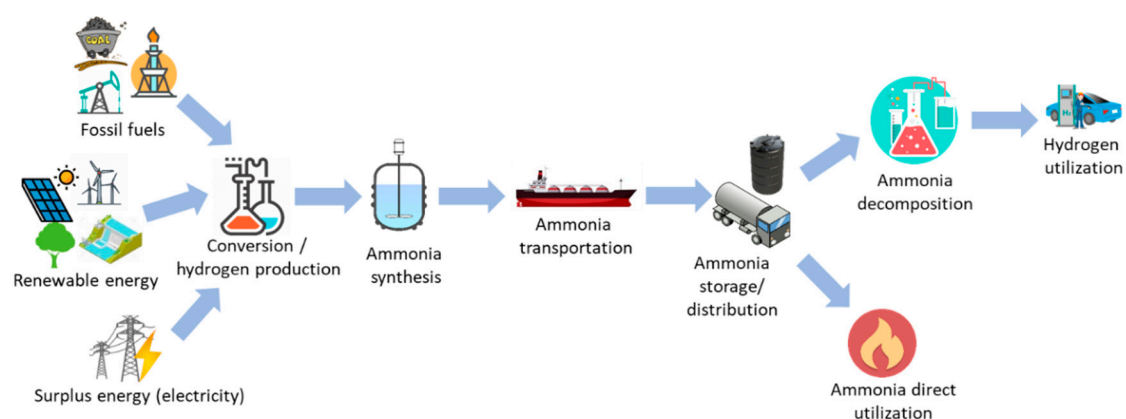 COAL
Fossil fuels
Renewable energy
Surplus energy (electricity)
Conversion /
hydrogen production
Ammonia
synthesis
Ammonia
transportation
Ammonia
storage/
distribution
Ammonia
decomposition
H₂
Hydrogen
utilization
Ammonia direct
utilization